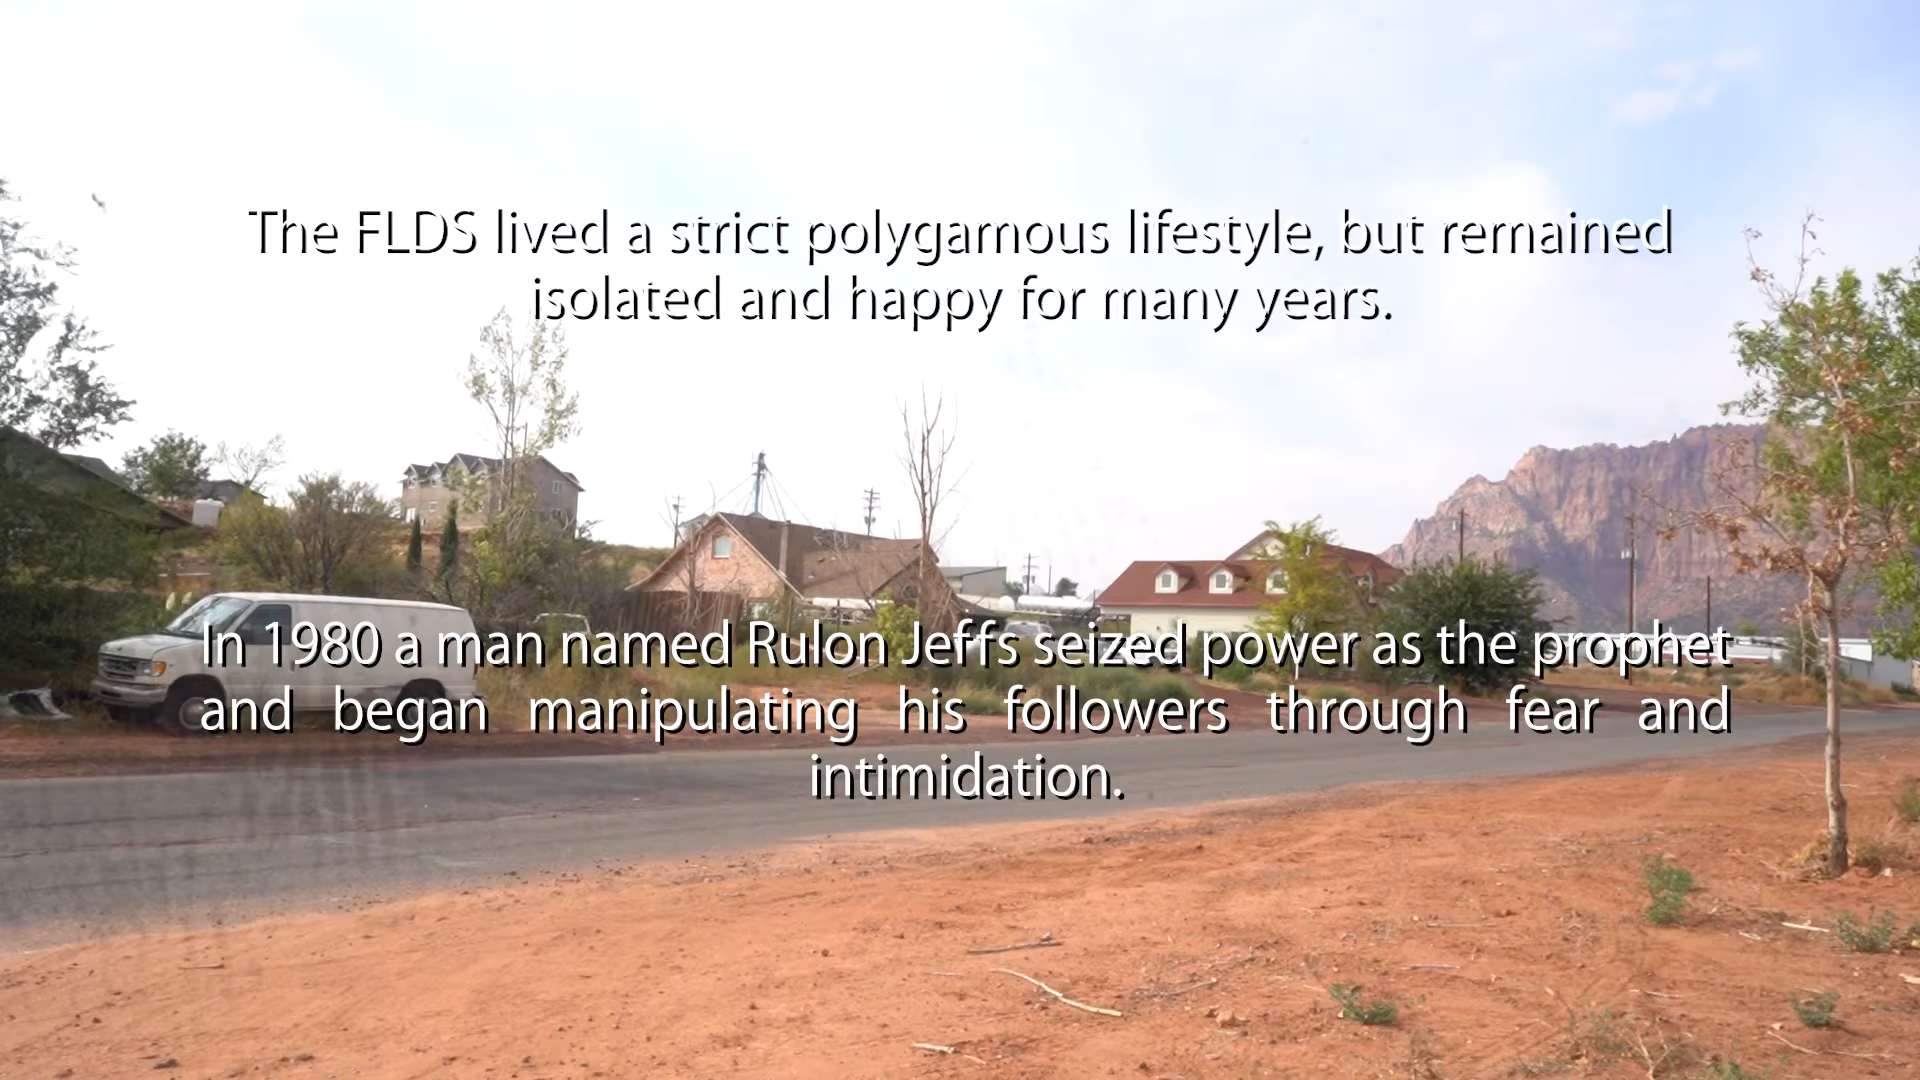 The FLDS lived a strict polygamous lifestyle, but remained
isolated and happy for many years.
In 1980 a man named Rulon Jeffs seized power as the prophet
and began manipulating his followers through fear and
intimidation.